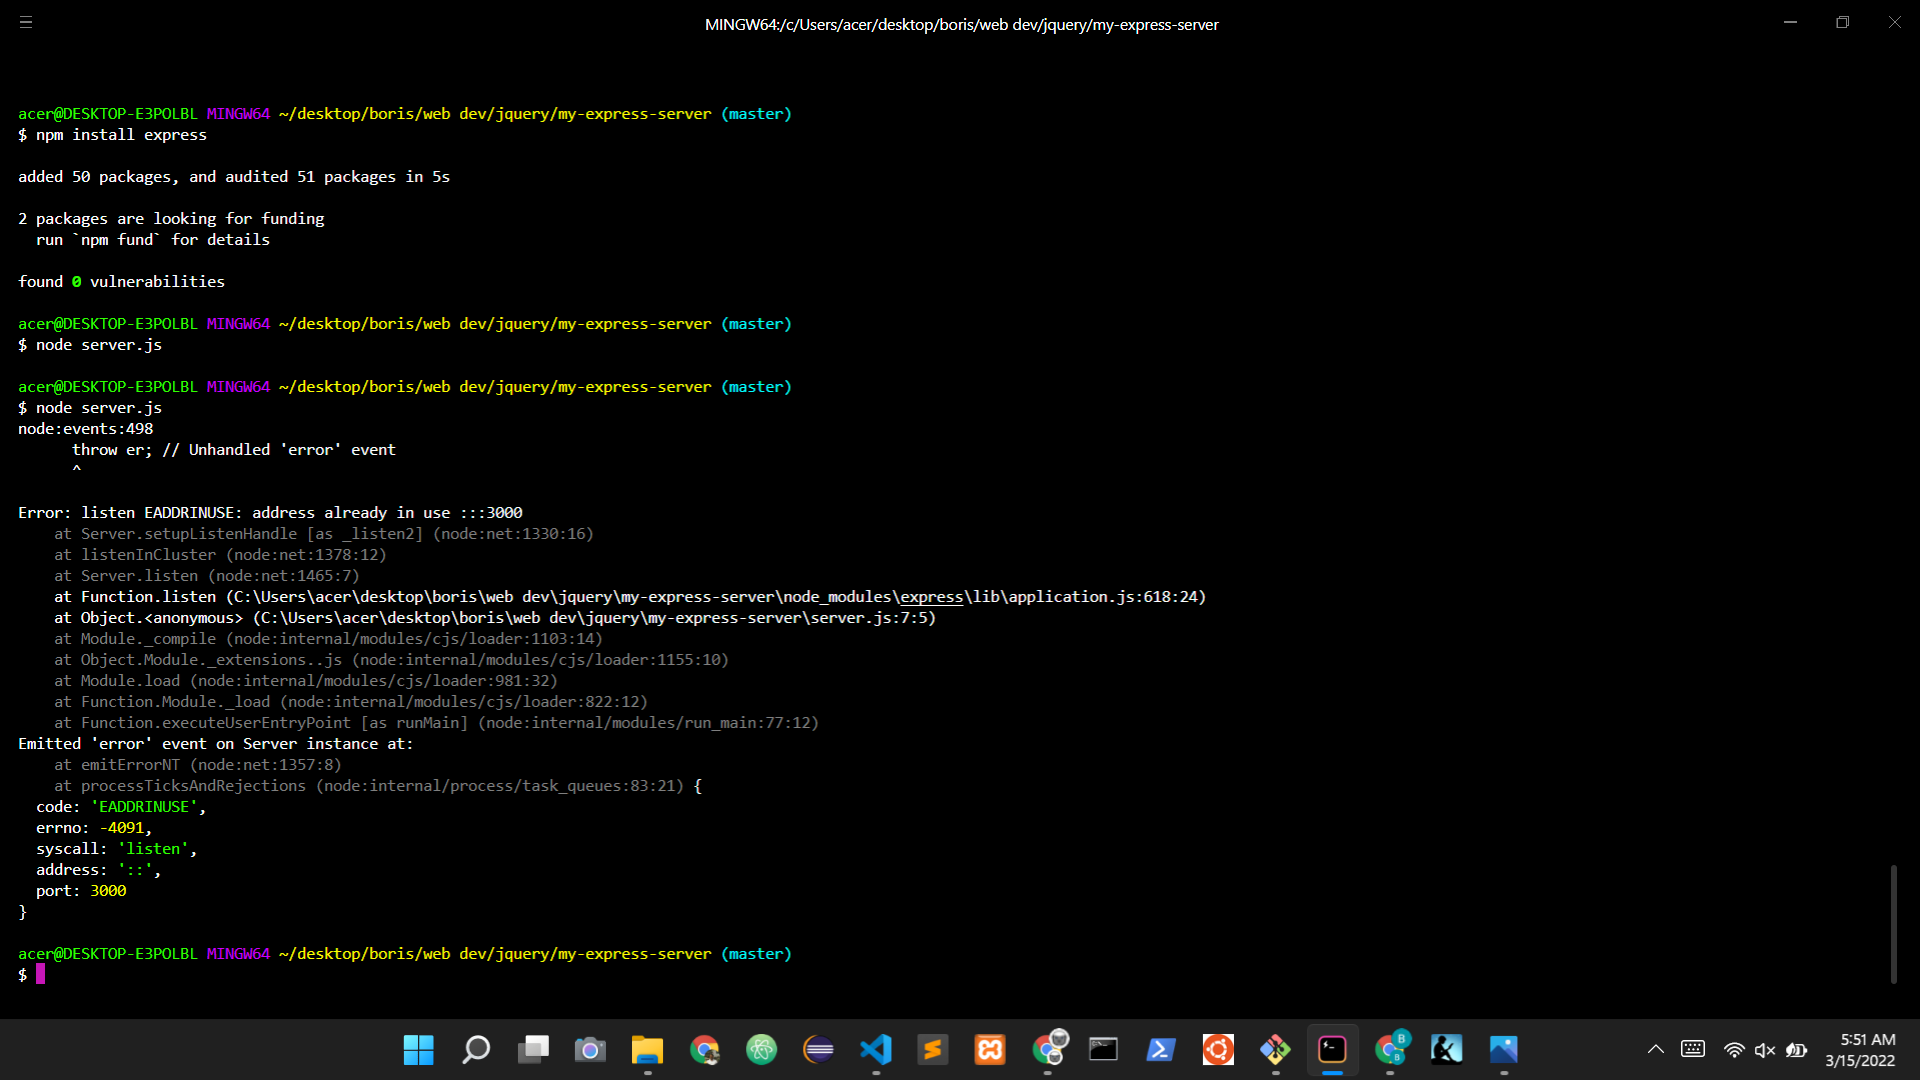 MINGW64:/c/Users/acer/desktop/boris/web dev/jquery/my-express-server
acer@DESKTOP-E3POLBL MINGW64 ~/desktop/boris/web dev/jquery/my-express-server (master)
$ npm install express
added 50 packages, and audited 51 packages in 5s
2 packages are looking for funding
  run `npm fund` for details
found 0 vulnerabilities
acer@DESKTOP-E3POLBL MINGW64 ~/desktop/boris/web dev/jquery/my-express-server (master)
$ node server.js
acer@DESKTOP-E3POLBL MINGW64 ~/desktop/boris/web dev/jquery/my-express-server (master)
$ node server.js
node:events:498
      throw er; // Unhandled 'error' event
      ^
Error: listen EADDRINUSE: address already in use :::3000
    at Server.setupListenHandle [as _listen2] (node:net:1330:16)
    at listenInCluster (node:net:1378:12)
    at Server.listen (node:net:1465:7)
    at Function.listen (C:\Users\acer\desktop\boris\web dev\jquery\my-express-server\node_modules\express\lib\application.js:618:24)
    at Object.<anonymous> (C:\Users\acer\desktop\boris\web dev\jquery\my-express-server\server.js:7:5)
    at Module._compile (node:internal/modules/cjs/loader:1103:14)
    at Object.Module._extensions..js (node:internal/modules/cjs/loader:1155:10)
    at Module.load (node:internal/modules/cjs/loader:981:32)
    at Function.Module._load (node:internal/modules/cjs/loader:822:12)
    at Function.executeUserEntryPoint [as runMain] (node:internal/modules/run_main:77:12)
Emitted 'error' event on Server instance at:
    at emitErrorNT (node:net:1357:8)
    at processTicksAndRejections (node:internal/process/task_queues:83:21) {
  code: 'EADDRINUSE',
  errno: -4091,
  syscall: 'listen',
  address: '::',
  port: 3000
}
acer@DESKTOP-E3POLBL MINGW64 ~/desktop/boris/web dev/jquery/my-express-server (master)
$
5:51 AM
3/15/2022